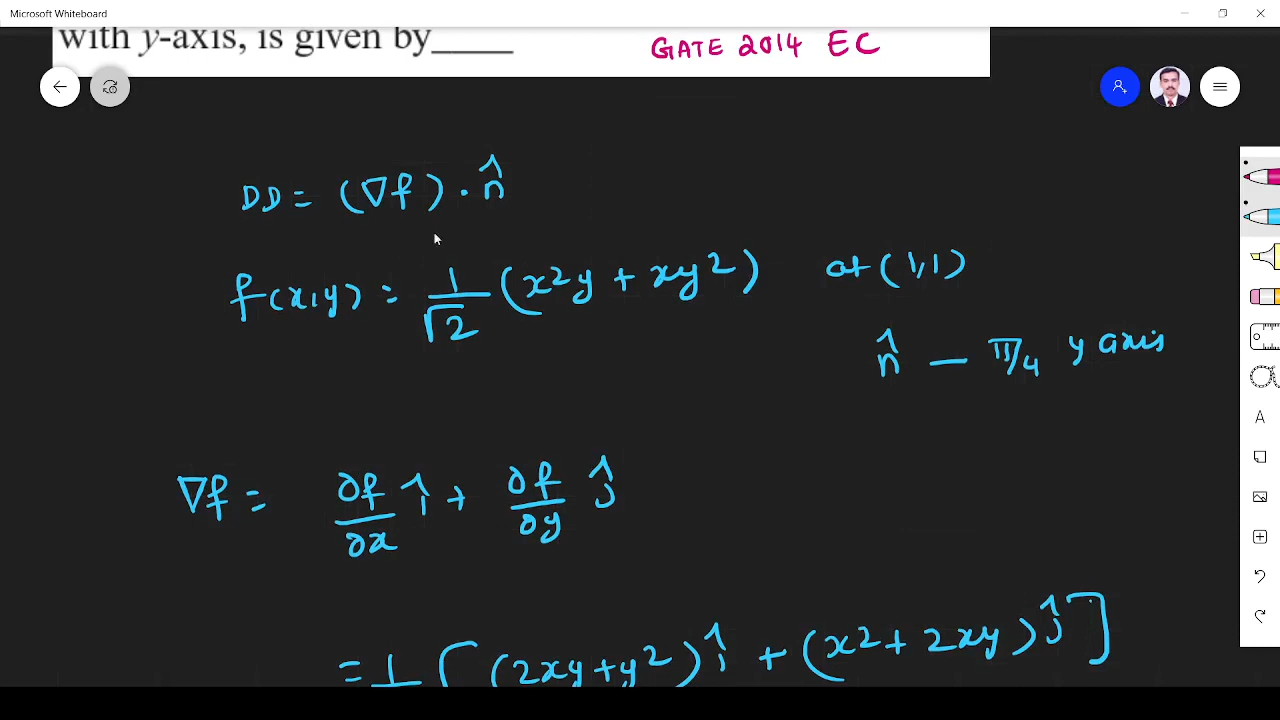 Microsoft Whiteboard
with y-axis, is given by_____
GATE 2014 EC
DD = (∇f) · n̂
f(x,y) = 1/√2 (x²y + xy²) at (1,1)
n̂ — π/4 y axis
∇f = ∂f/∂x î + ∂f/∂y ĵ
= 1 [(2xy+y²) î + (x²+2xy) ĵ]